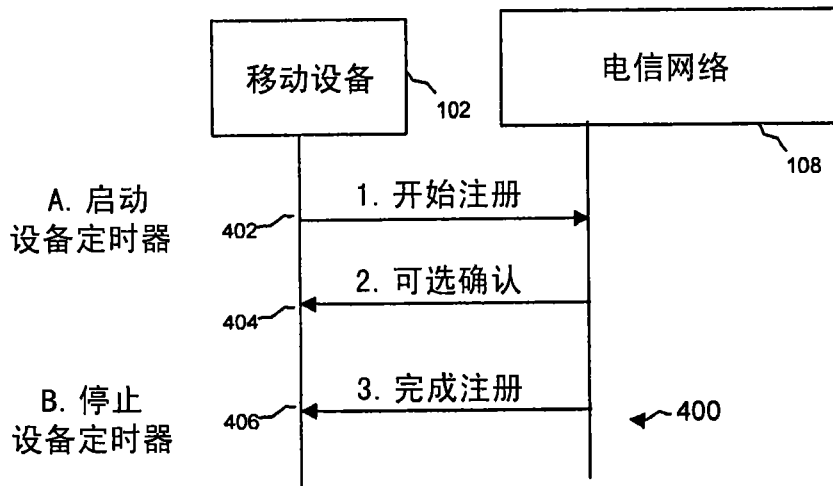 移动设备
102
电信网络
108
A. 启动
设备定时器
402
1. 开始注册
404
2. 可选确认
B. 停止
设备定时器
406
3. 完成注册
400